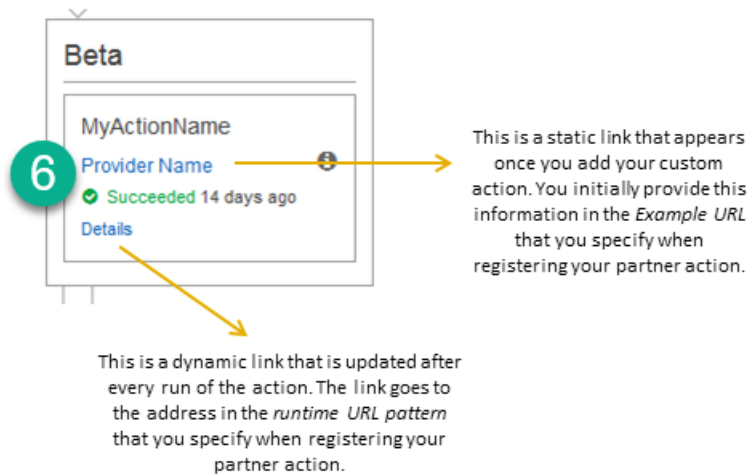 Beta
MyActionName
6
Provider Name
Succeeded 14 days ago
Details
This is a static link that appears
once you add your custom
action. You initially provide this
information in the Example URL
that you specify when
registering your partner action.
This is a dynamic link that is updated after
every run of the action. The link goes to
the address in the runtime URL pattern
that you specify when registering your
partner action.